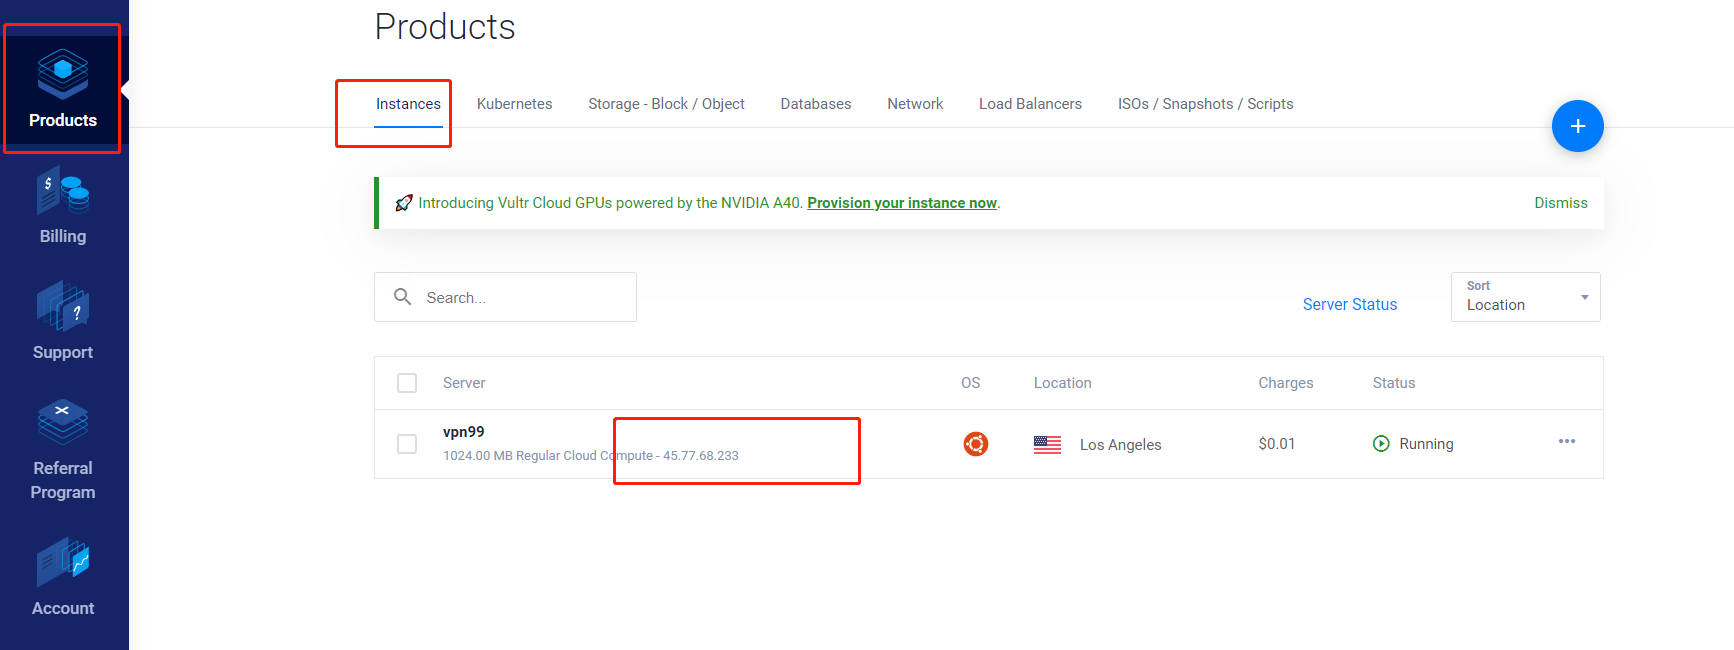 Products
Products
Instances
Kubernetes
Storage - Block / Object
Databases
Network
Load Balancers
ISOs / Snapshots / Scripts
+
Introducing Vultr Cloud GPUs powered by the NVIDIA A40. Provision your instance now.
Dismiss
$
Billing
Search...
Server Status
Sort
Location
?
Support
Server
OS
Location
Charges
Status
vpn99
1024.00 MB Regular Cloud Compute - 45.77.68.233
Los Angeles
$0.01
Running
Referral
Program
Account